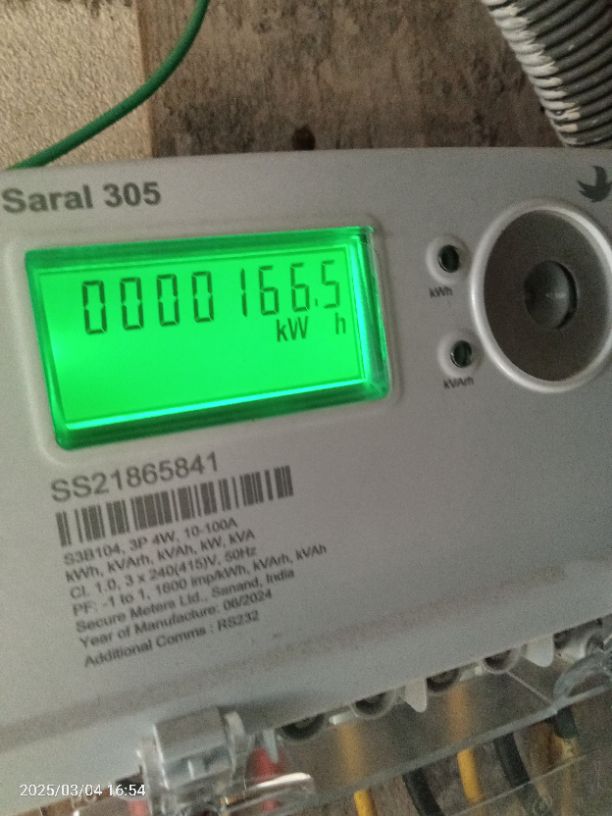 Saral 305
0000166.5
kW h
kWh
kVArh
SS21865841
S3B104, 3P 4W, 10-100A
kWh, kVArh, kVAh, kW, kVA
Cl. 1.0, 3 x 240(415)V, 50Hz
PF: -1 to 1, 1600 imp/kWh, kVArh, kVAh
Secure Meters Ltd., Sanand, India
Year of Manufacture: 06/2024
Additional Comms : RS232
2025/03/04 16:54